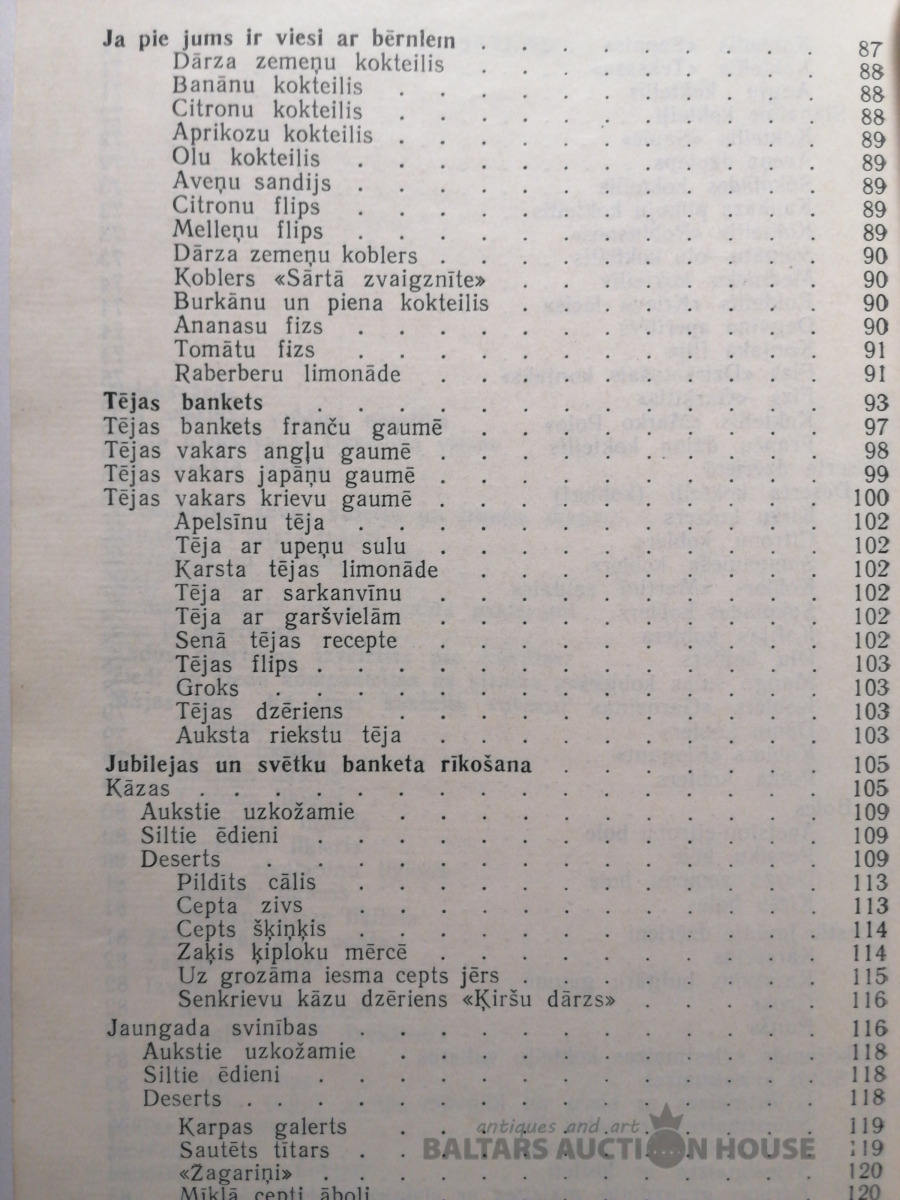 Ja pie jums ir viesi ar bērniem . . . . . . . . . 87
Dārza zemeņu kokteilis . . . . . . . . . 88
Banānu kokteilis . . . . . . . . . . . 88
Citronu kokteilis . . . . . . . . . . . 88
Aprikozu kokteilis . . . . . . . . . . . 89
Olu kokteilis . . . . . . . . . . . . 89
Aveņu sandijs . . . . . . . . . . . . 89
Citronu flips . . . . . . . . . . . . 89
Melleņu flips . . . . . . . . . . . . 89
Dārza zemeņu koblers . . . . . . . . . . 90
Koblers «Sārtā zvaigznīte» . . . . . . . . 90
Burkānu un piena kokteilis . . . . . . . . 90
Ananasu fizs . . . . . . . . . . . . 90
Tomātu fizs . . . . . . . . . . . . 91
Raberberu limonāde . . . . . . . . . . 91
Tējas bankets . . . . . . . . . . . . . 93
Tējas bankets franču gaumē . . . . . . . . . 97
Tējas vakars angļu gaumē . . . . . . . . . . 98
Tējas vakars japāņu gaumē . . . . . . . . . . 99
Tējas vakars krievu gaumē . . . . . . . . . . 100
Apelsīnu tēja . . . . . . . . . . . . 102
Tēja ar upeņu sulu . . . . . . . . . . 102
Karsta tējas limonāde . . . . . . . . . 102
Tēja ar sarkanvīnu . . . . . . . . . . 102
Tēja ar garšvielām . . . . . . . . . . 102
Senā tējas recepte . . . . . . . . . . 102
Tējas flips . . . . . . . . . . . . . 103
Groks . . . . . . . . . . . . . . 103
Tējas dzēriens . . . . . . . . . . . 103
Auksta riekstu tēja . . . . . . . . . . 103
Jubilejas un svētku banketa rīkošana . . . . . . . 105
Kāzas . . . . . . . . . . . . . . . . 105
Aukstie uzkožamie . . . . . . . . . . . 109
Siltie ēdieni . . . . . . . . . . . . . 109
Deserts . . . . . . . . . . . . . . 109
Pildīts cālis . . . . . . . . . . . . 113
Cepta zivs . . . . . . . . . . . . 113
Cepts šķiņķis . . . . . . . . . . . . 114
Zaķis ķiploku mērcē . . . . . . . . . . 114
Uz grozāma iesma cepts jērs . . . . . . . . 115
Senkrievu kāzu dzēriens «Ķiršu dārzs» . . . . . 116
Jaungada svinības . . . . . . . . . . . . 116
Aukstie uzkožamie . . . . . . . . . . . 118
Siltie ēdieni . . . . . . . . . . . . . 118
Deserts . . . . . . . . . . . . . . . 118
Karpas galerts . . . . . . . . . . . 119
Sautēts tītars . . . . . . . . . . . . 119
«Žagariņi» . . . . . . . . . . . . . 120
Mīklā cepti āboli . . . . . . . . . . . 120
antiques and art
BALTARS AUCTION HOUSE